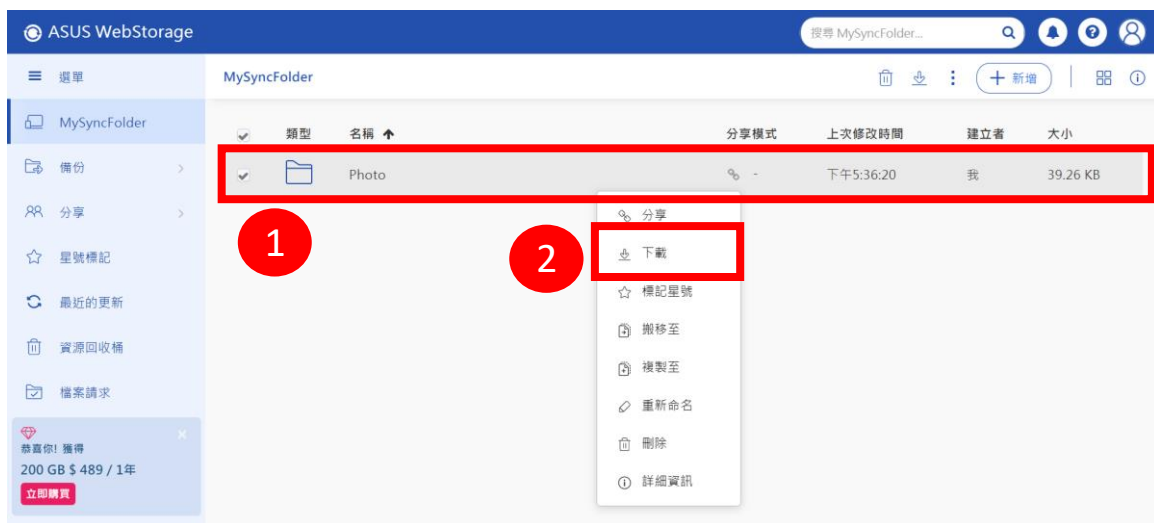 ASUS WebStorage
搜尋 MySyncFolder...
選單
MySyncFolder
新增
MySyncFolder
類型 名稱 分享模式 上次修改時間 建立者 大小
備份
Photo - 下午5:36:20 我 39.26 KB
分享
分享
1
2
下載
星號標記
標記星號
最近的更新
搬移至
資源回收桶
複製至
檔案請求
重新命名
恭喜你! 獲得
刪除
200 GB $ 489 / 1年
詳細資訊
立即購買